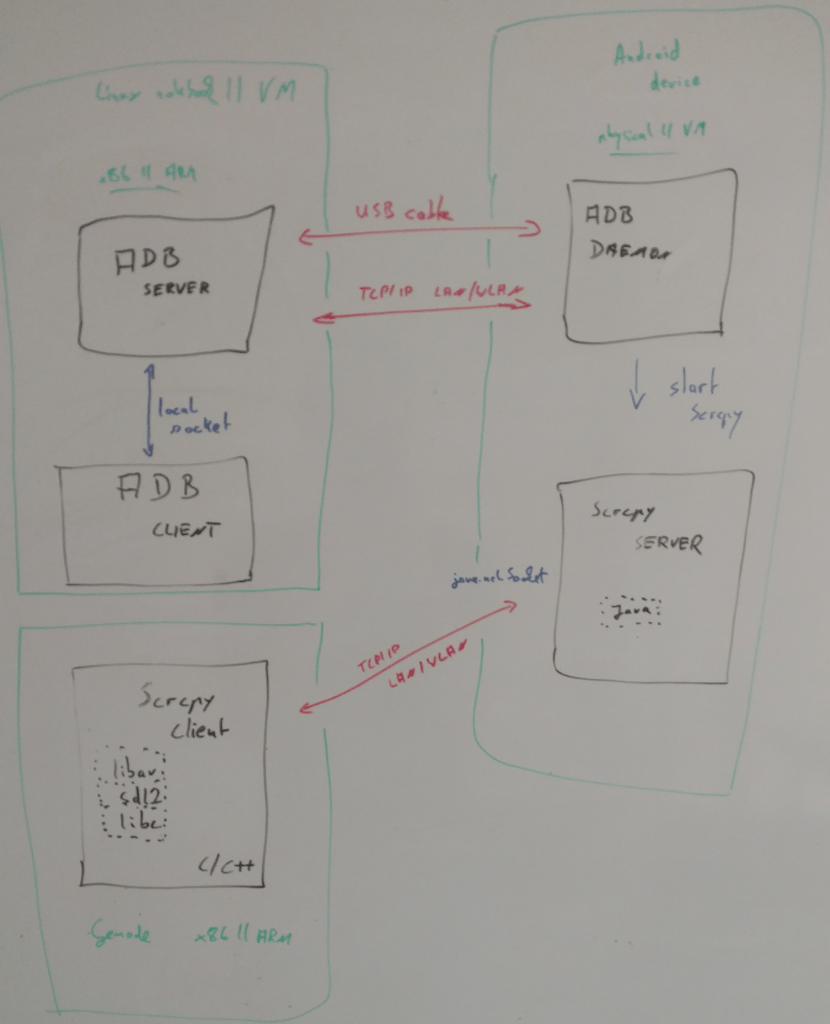 Linux notebook || VM
x86 || ARM
ADB
SERVER
local
socket
ADB
CLIENT
USB cable
TCP/IP LAN/VLAN
Android
device
physical || VM
ADB
DAEMON
start
Scrcpy
Scrcpy
SERVER
java
java.net.Socket
TCP/IP
LAN/VLAN
Scrcpy
Client
libav
sdl2
libc
C/C++
Genode x86 || ARM